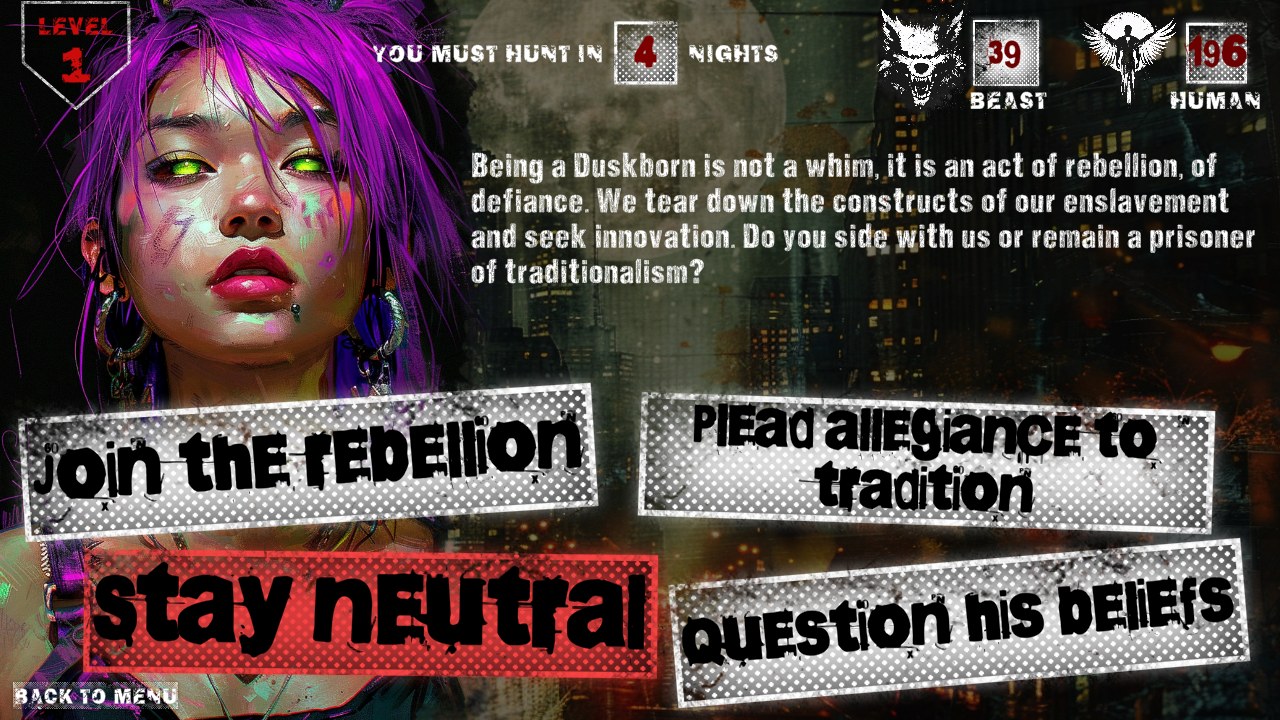 LEVEL
1
YOU MUST HUNT IN 4 NIGHTS
39
BEAST
196
HUMAN
Being a Duskborn is not a whim, it is an act of rebellion, of
defiance. We tear down the constructs of our enslavement
and seek innovation. Do you side with us or remain a prisoner
of traditionalism?
Join the rebellion
Plead allegiance to
tradition
stay neutral
Question his beliefs
BACK TO MENU